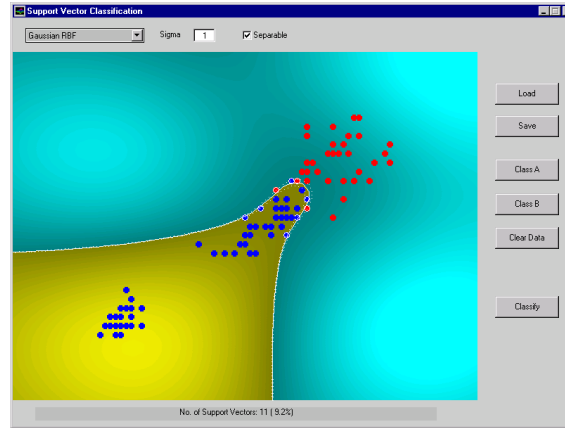 Support Vector Classification
Gaussian RBF
Sigma
1
Separable
Load
Save
Class A
Class B
Clear Data
Classify
No. of Support Vectors: 11 ( 9.2%)